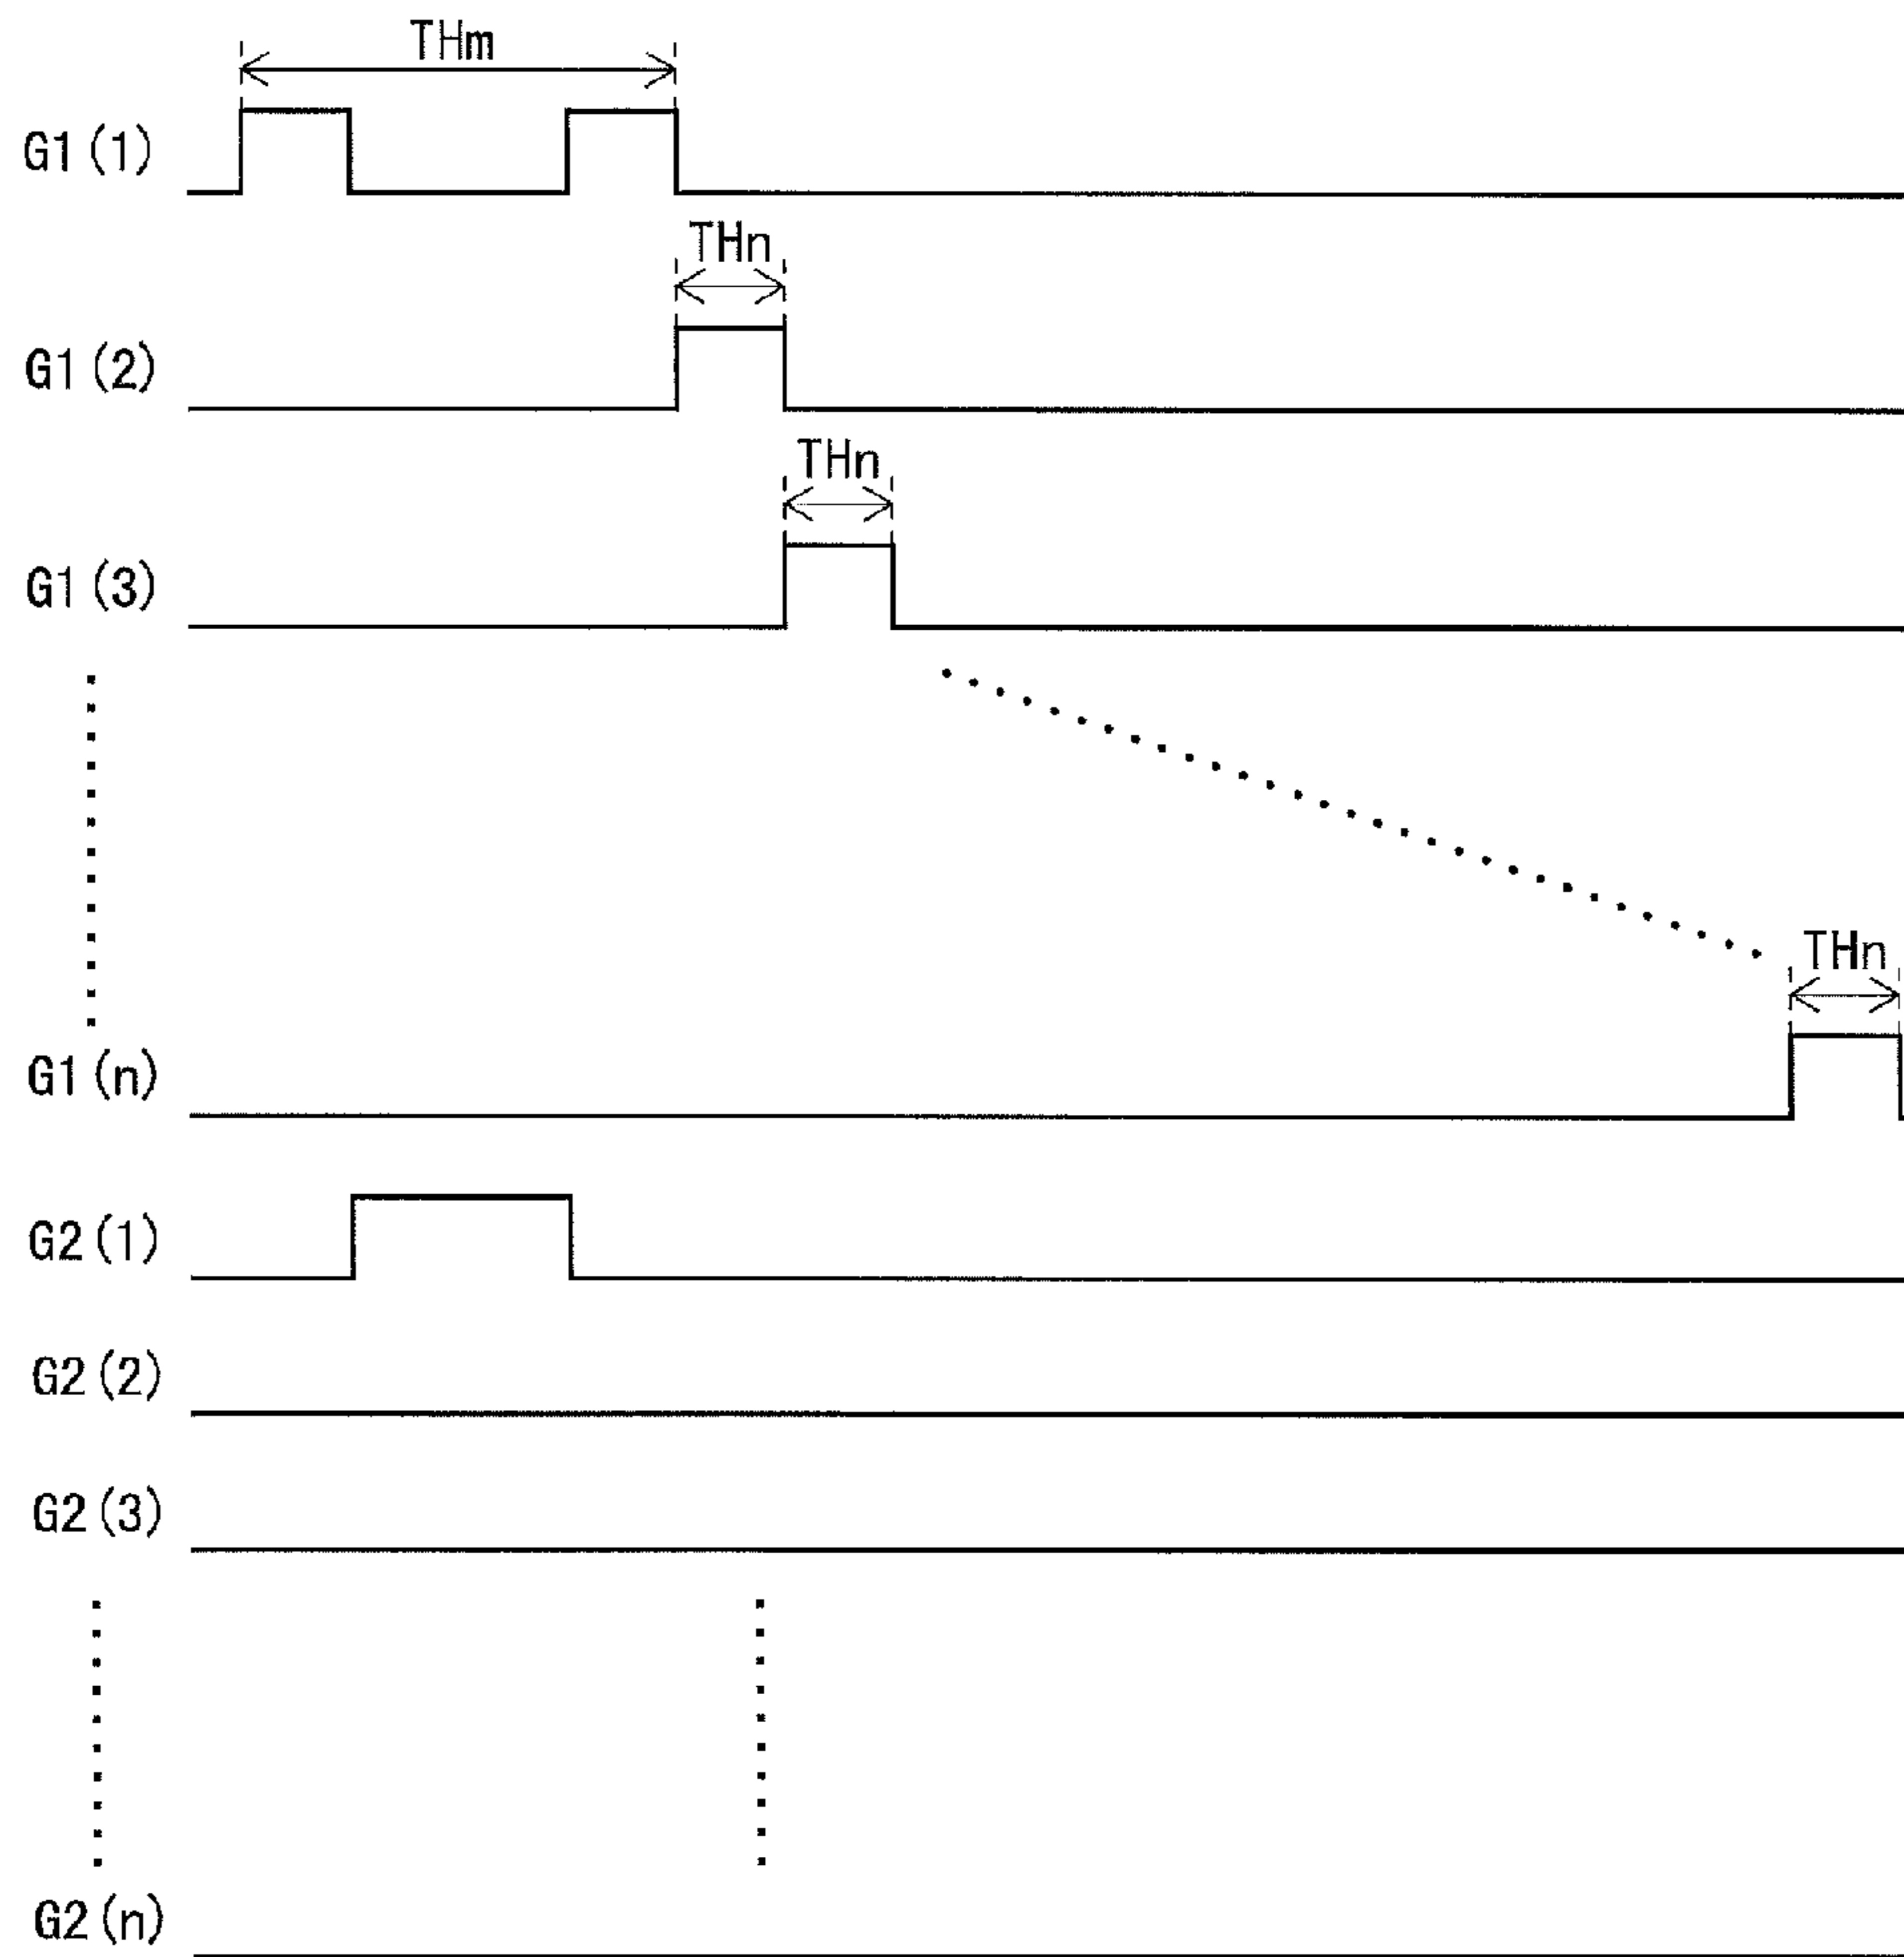 THm
G1(1)
THn
G1(2)
THn
G1(3)
THn
G1(n)
G2(1)
G2(2)
G2(3)
G2(n)